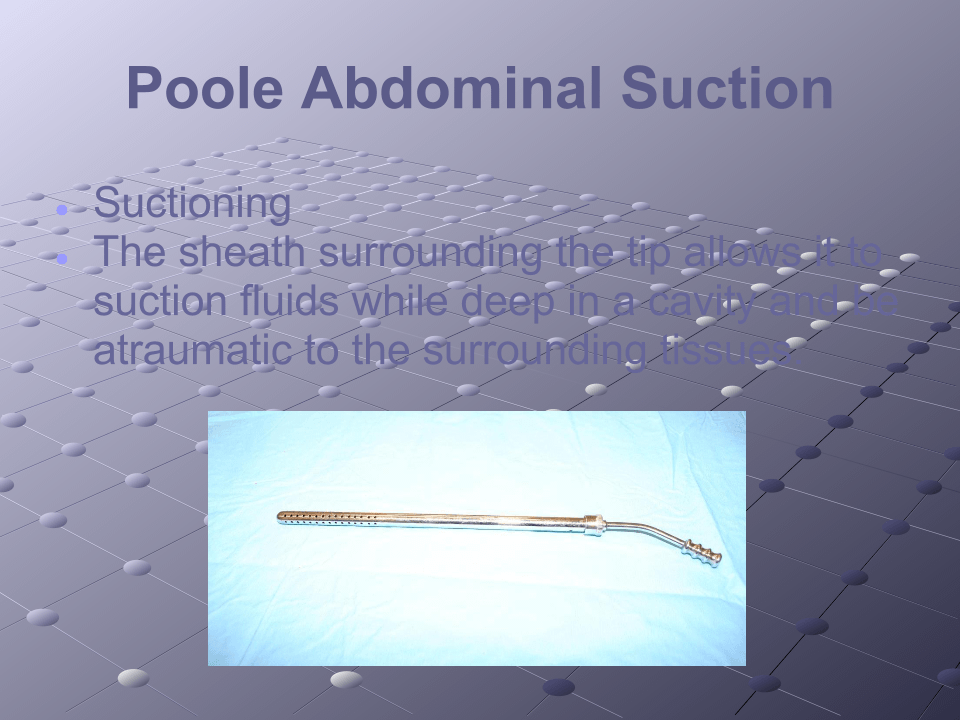 Poole Abdominal Suction
Suctioning
The sheath surrounding the tip allows it to
suction fluids while deep in a cavity and be
atraumatic to the surrounding tissues.